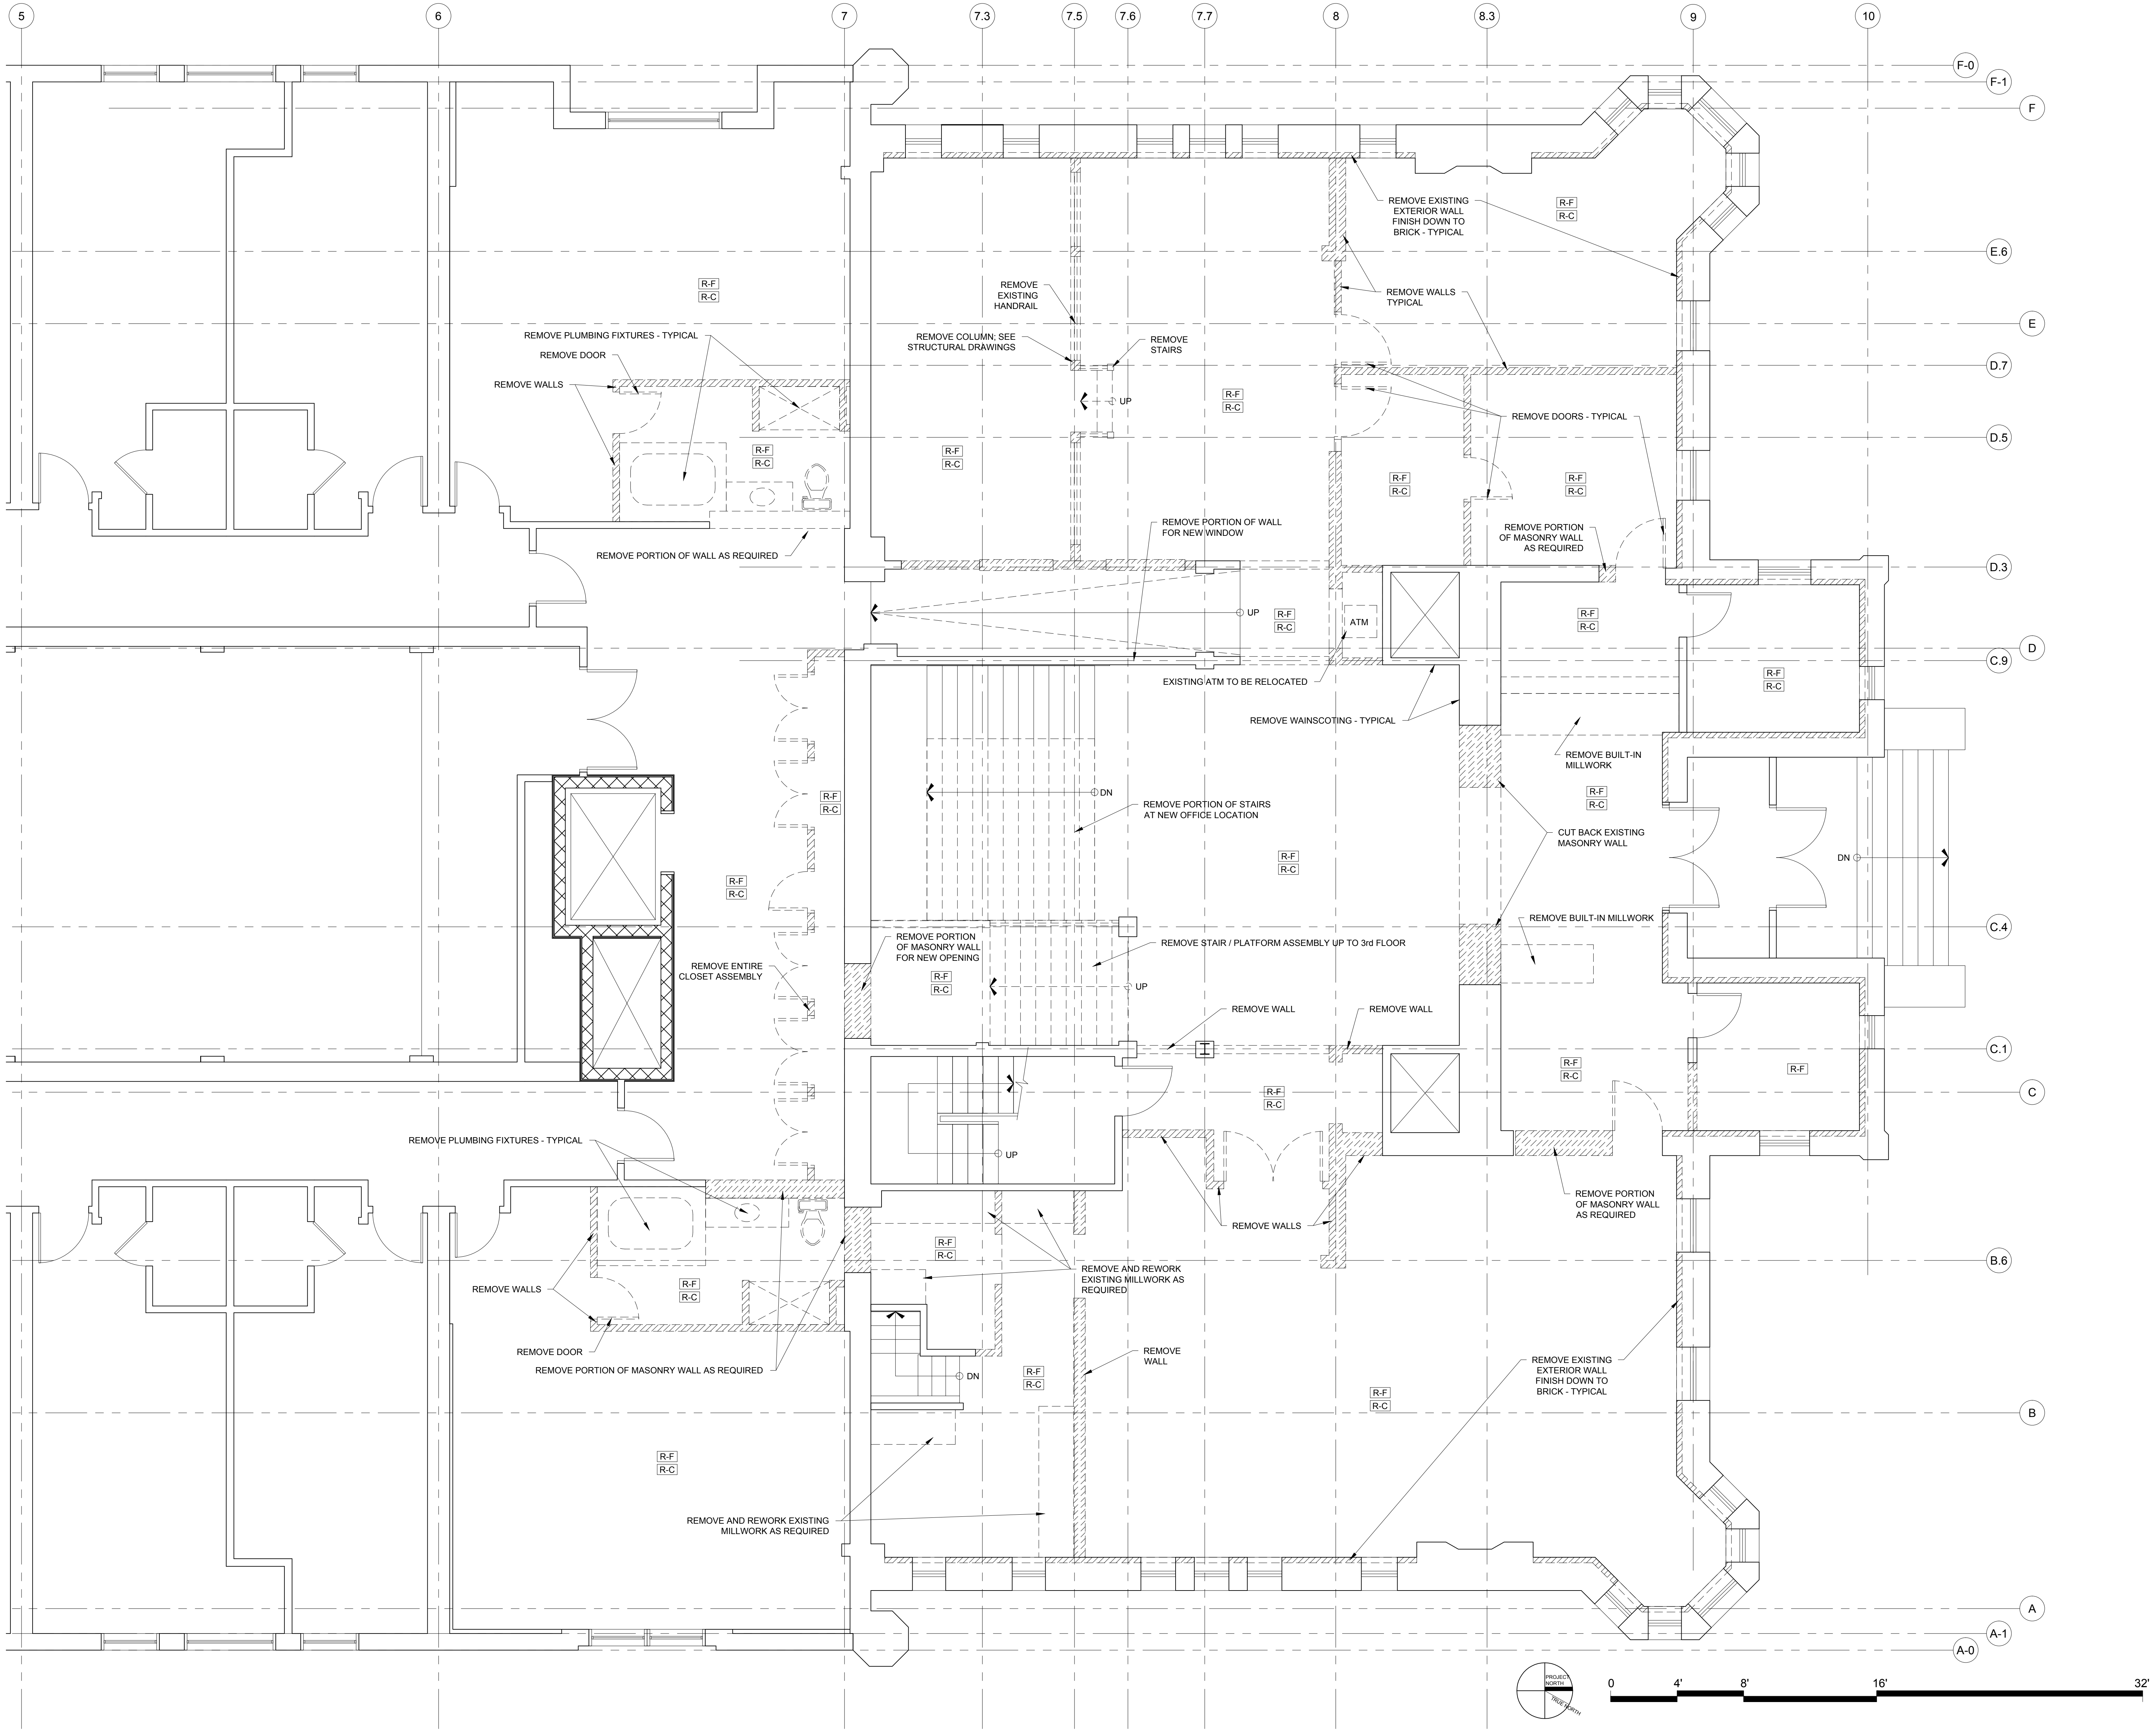 5
6
7
7.3
7.5
7.6
7.7
8
8.3
9
10
F-0
F-1
F
E.6
E
D.7
D.5
D.3
D
C.9
C.4
C.1
C
B.6
B
A
A-1
A-0
REMOVE EXISTING
EXTERIOR WALL
FINISH DOWN TO
BRICK - TYPICAL
R-F
R-C
R-F
R-C
REMOVE
EXISTING
HANDRAIL
REMOVE WALLS
TYPICAL
REMOVE PLUMBING FIXTURES - TYPICAL
REMOVE DOOR
REMOVE WALLS
REMOVE COLUMN; SEE
STRUCTURAL DRAWINGS
REMOVE
STAIRS
UP
R-F
R-C
REMOVE DOORS - TYPICAL
R-F
R-C
R-F
R-C
R-F
R-C
R-F
R-C
REMOVE PORTION OF WALL
FOR NEW WINDOW
REMOVE PORTION
OF MASONRY WALL
AS REQUIRED
REMOVE PORTION OF WALL AS REQUIRED
UP
R-F
R-C
ATM
R-F
R-C
EXISTING ATM TO BE RELOCATED
R-F
R-C
REMOVE WAINSCOTING - TYPICAL
REMOVE BUILT-IN
MILLWORK
R-F
R-C
DN
REMOVE PORTION OF STAIRS
AT NEW OFFICE LOCATION
R-F
R-C
CUT BACK EXISTING
MASONRY WALL
R-F
R-C
DN
R-F
R-C
REMOVE BUILT-IN MILLWORK
REMOVE PORTION
OF MASONRY WALL
FOR NEW OPENING
REMOVE STAIR / PLATFORM ASSEMBLY UP TO 3rd FLOOR
REMOVE ENTIRE
CLOSET ASSEMBLY
R-F
R-C
UP
REMOVE WALL
REMOVE WALL
R-F
R-C
R-F
R-F
R-C
REMOVE PLUMBING FIXTURES - TYPICAL
UP
REMOVE PORTION
OF MASONRY WALL
AS REQUIRED
REMOVE WALLS
R-F
R-C
REMOVE AND REWORK
EXISTING MILLWORK AS
REQUIRED
REMOVE WALLS
R-F
R-C
REMOVE DOOR
REMOVE PORTION OF MASONRY WALL AS REQUIRED
DN
REMOVE
WALL
R-F
R-C
R-F
R-C
REMOVE EXISTING
EXTERIOR WALL
FINISH DOWN TO
BRICK - TYPICAL
R-F
R-C
REMOVE AND REWORK EXISTING
MILLWORK AS REQUIRED
PROJECT
NORTH
TRUE NORTH
0
4'
8'
16'
32'